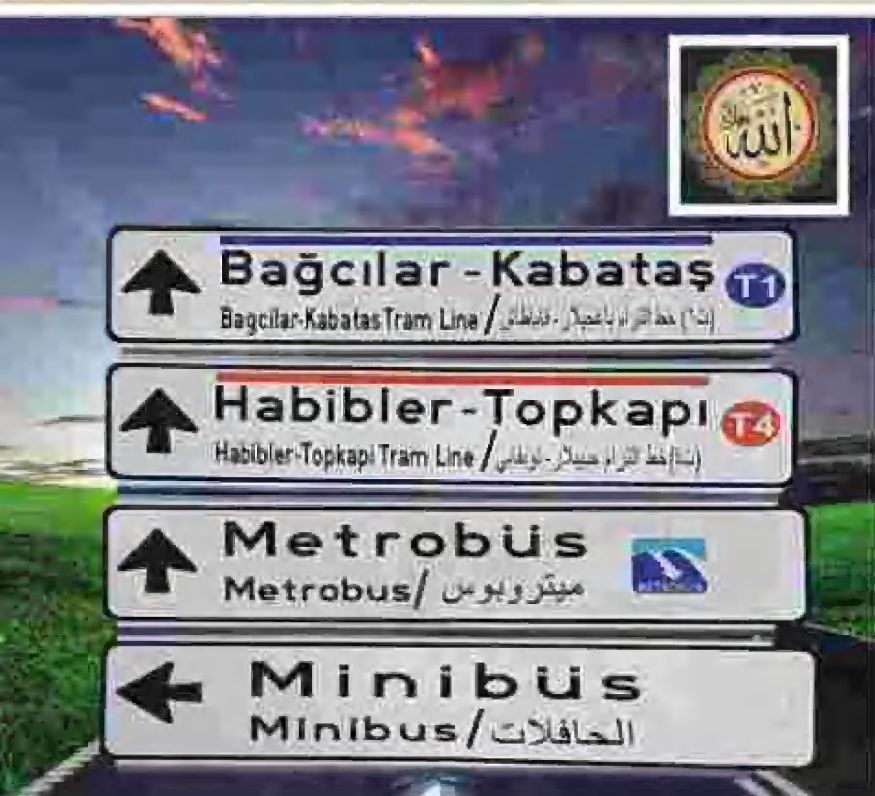 الله
Bağcılar - Kabataş T1
Bagcilar-Kabatas Tram Line /
Habibler - Topkapı T4
Habibler-Topkapi Tram Line /
Metrobüs
Metrobus/ ميتروبوس
Minibüs
Minibus/الحافلات